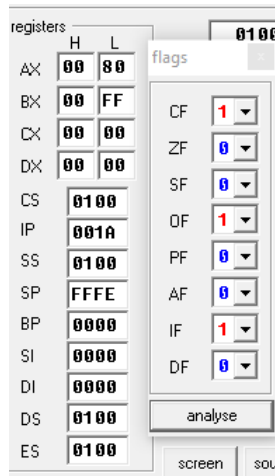 registers
0100
H L
flags
AX 00 80
BX 00 FF
CX 00 00
DX 00 00
CS 0100
IP 001A
SS 0100
SP FFFE
BP 0000
SI 0000
DI 0000
DS 0100
ES 0100
CF 1
ZF 0
SF 0
OF 1
PF 0
AF 0
IF 1
DF 0
analyse
screen
sou